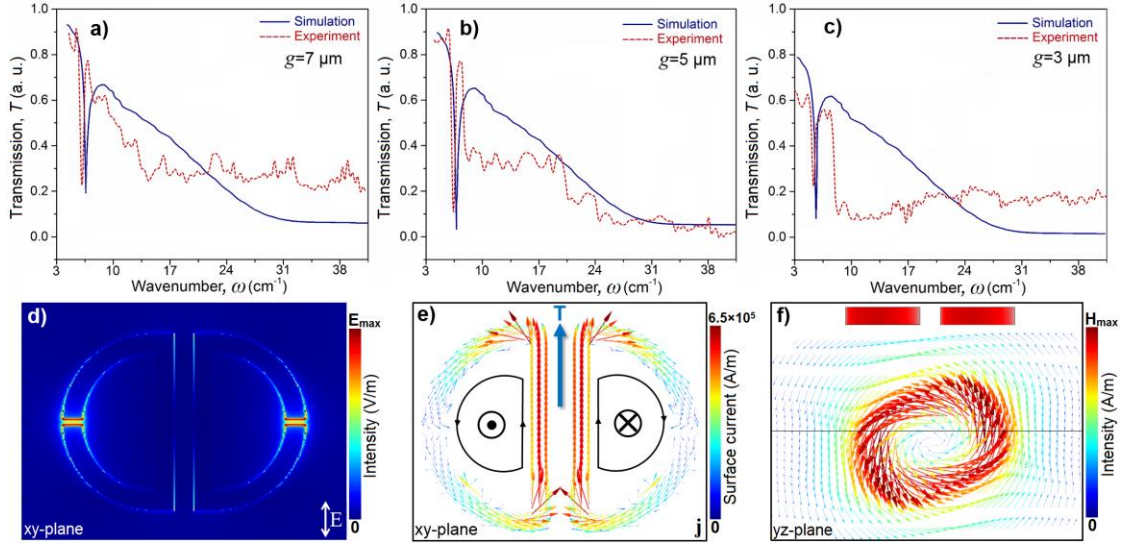 a)
Simulation
Experiment
g=7 μm
Transmission, T (a. u.)
1.0
0.8
0.6
0.4
0.2
0.0
3 10 17 24 31 38
Wavenumber, ω (cm⁻¹)
b)
Simulation
Experiment
g=5 μm
Transmission, T (a. u.)
1.0
0.8
0.6
0.4
0.2
0.0
3 10 17 24 31 38
Wavenumber, ω (cm⁻¹)
c)
Simulation
Experiment
g=3 μm
Transmission, T (a. u.)
1.0
0.8
0.6
0.4
0.2
0.0
3 10 17 24 31 38
Wavenumber, ω (cm⁻¹)
d)
Emax
Intensity (V/m)
0
E
xy-plane
e)
T
6.5×10⁵
Surface current (A/m)
0
j
xy-plane
f)
Hmax
Intensity (A/m)
0
yz-plane